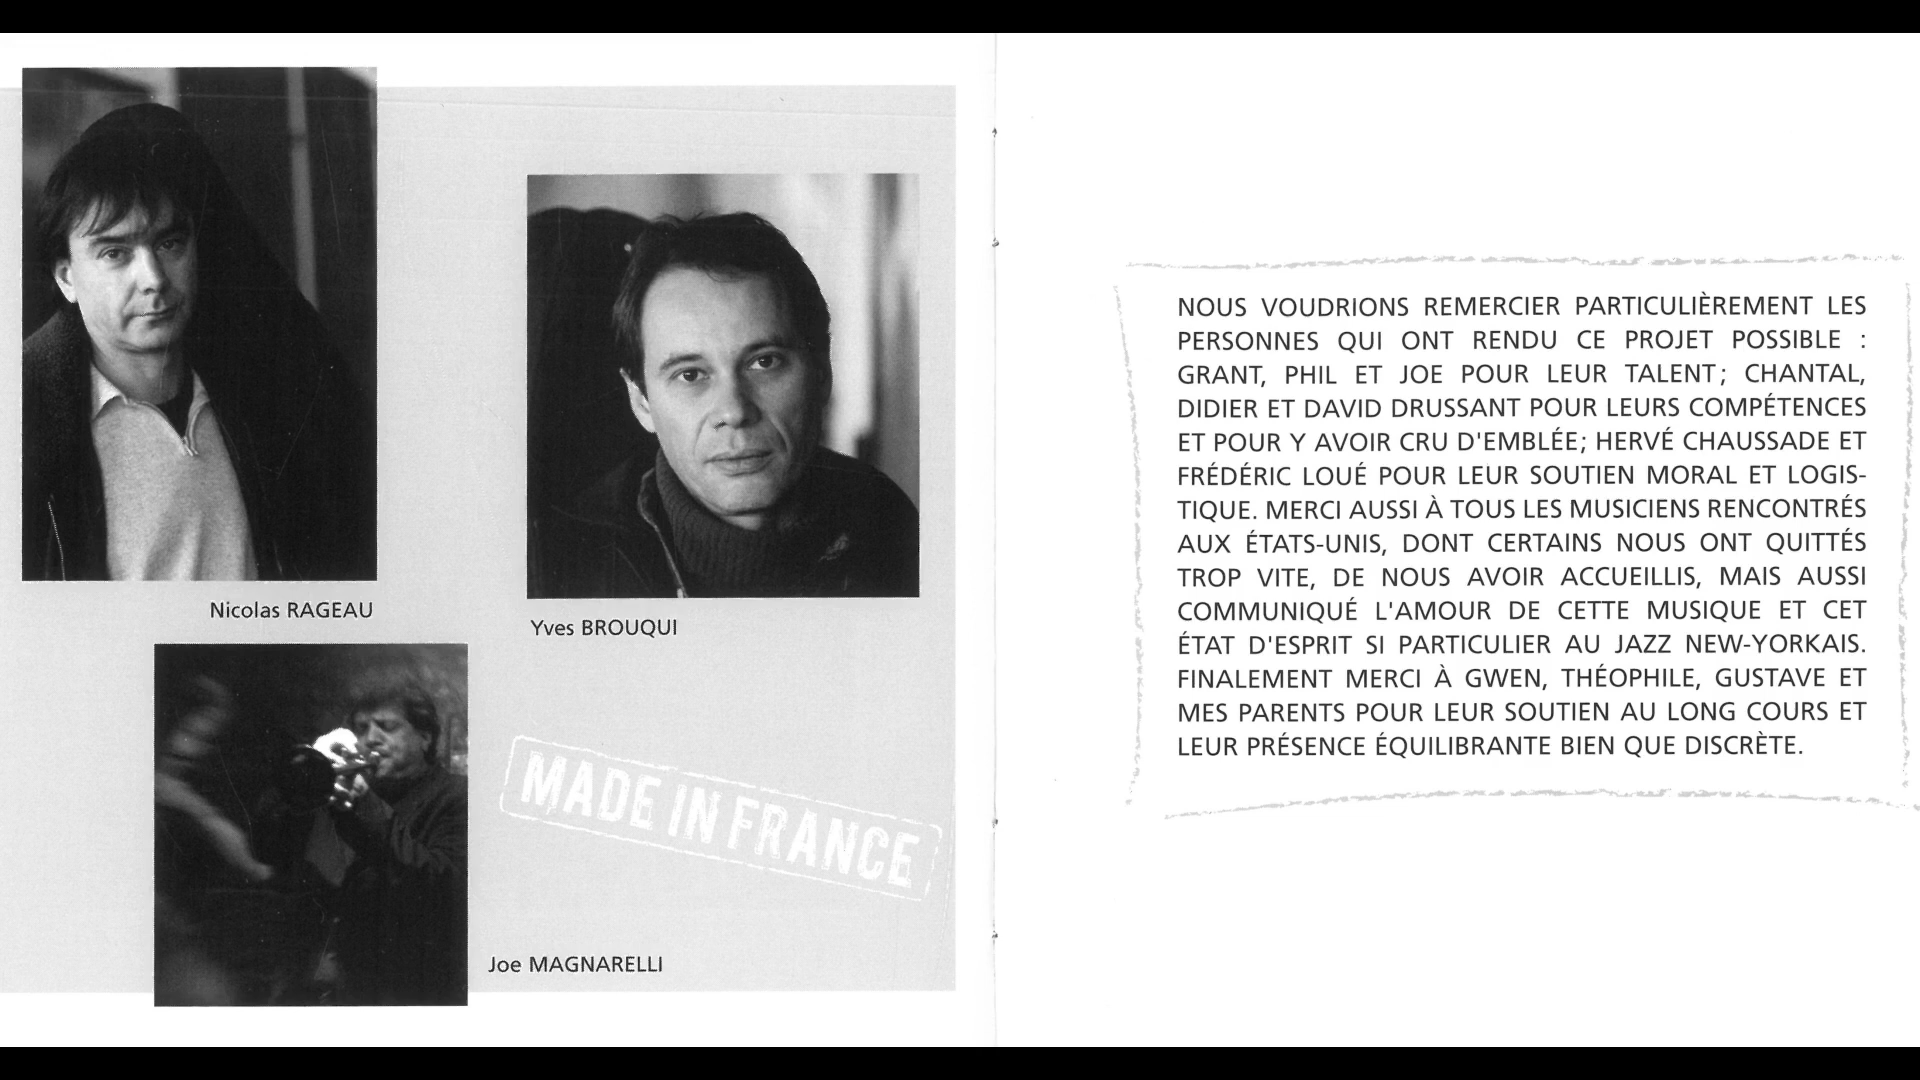 Nicolas RAGEAU
Yves BROUQUI
MADE IN FRANCE
Joe MAGNARELLI
NOUS VOUDRIONS REMERCIER PARTICULIÈREMENT LES
PERSONNES QUI ONT RENDU CE PROJET POSSIBLE :
GRANT, PHIL ET JOE POUR LEUR TALENT; CHANTAL,
DIDIER ET DAVID DRUSSANT POUR LEURS COMPÉTENCES
ET POUR Y AVOIR CRU D'EMBLÉE; HERVÉ CHAUSSADE ET
FRÉDÉRIC LOUÉ POUR LEUR SOUTIEN MORAL ET LOGIS-
TIQUE. MERCI AUSSI À TOUS LES MUSICIENS RENCONTRÉS
AUX ÉTATS-UNIS, DONT CERTAINS NOUS ONT QUITTÉS
TROP VITE, DE NOUS AVOIR ACCUEILLIS, MAIS AUSSI
COMMUNIQUÉ L'AMOUR DE CETTE MUSIQUE ET CET
ÉTAT D'ESPRIT SI PARTICULIER AU JAZZ NEW-YORKAIS.
FINALEMENT MERCI À GWEN, THÉOPHILE, GUSTAVE ET
MES PARENTS POUR LEUR SOUTIEN AU LONG COURS ET
LEUR PRÉSENCE ÉQUILIBRANTE BIEN QUE DISCRÈTE.